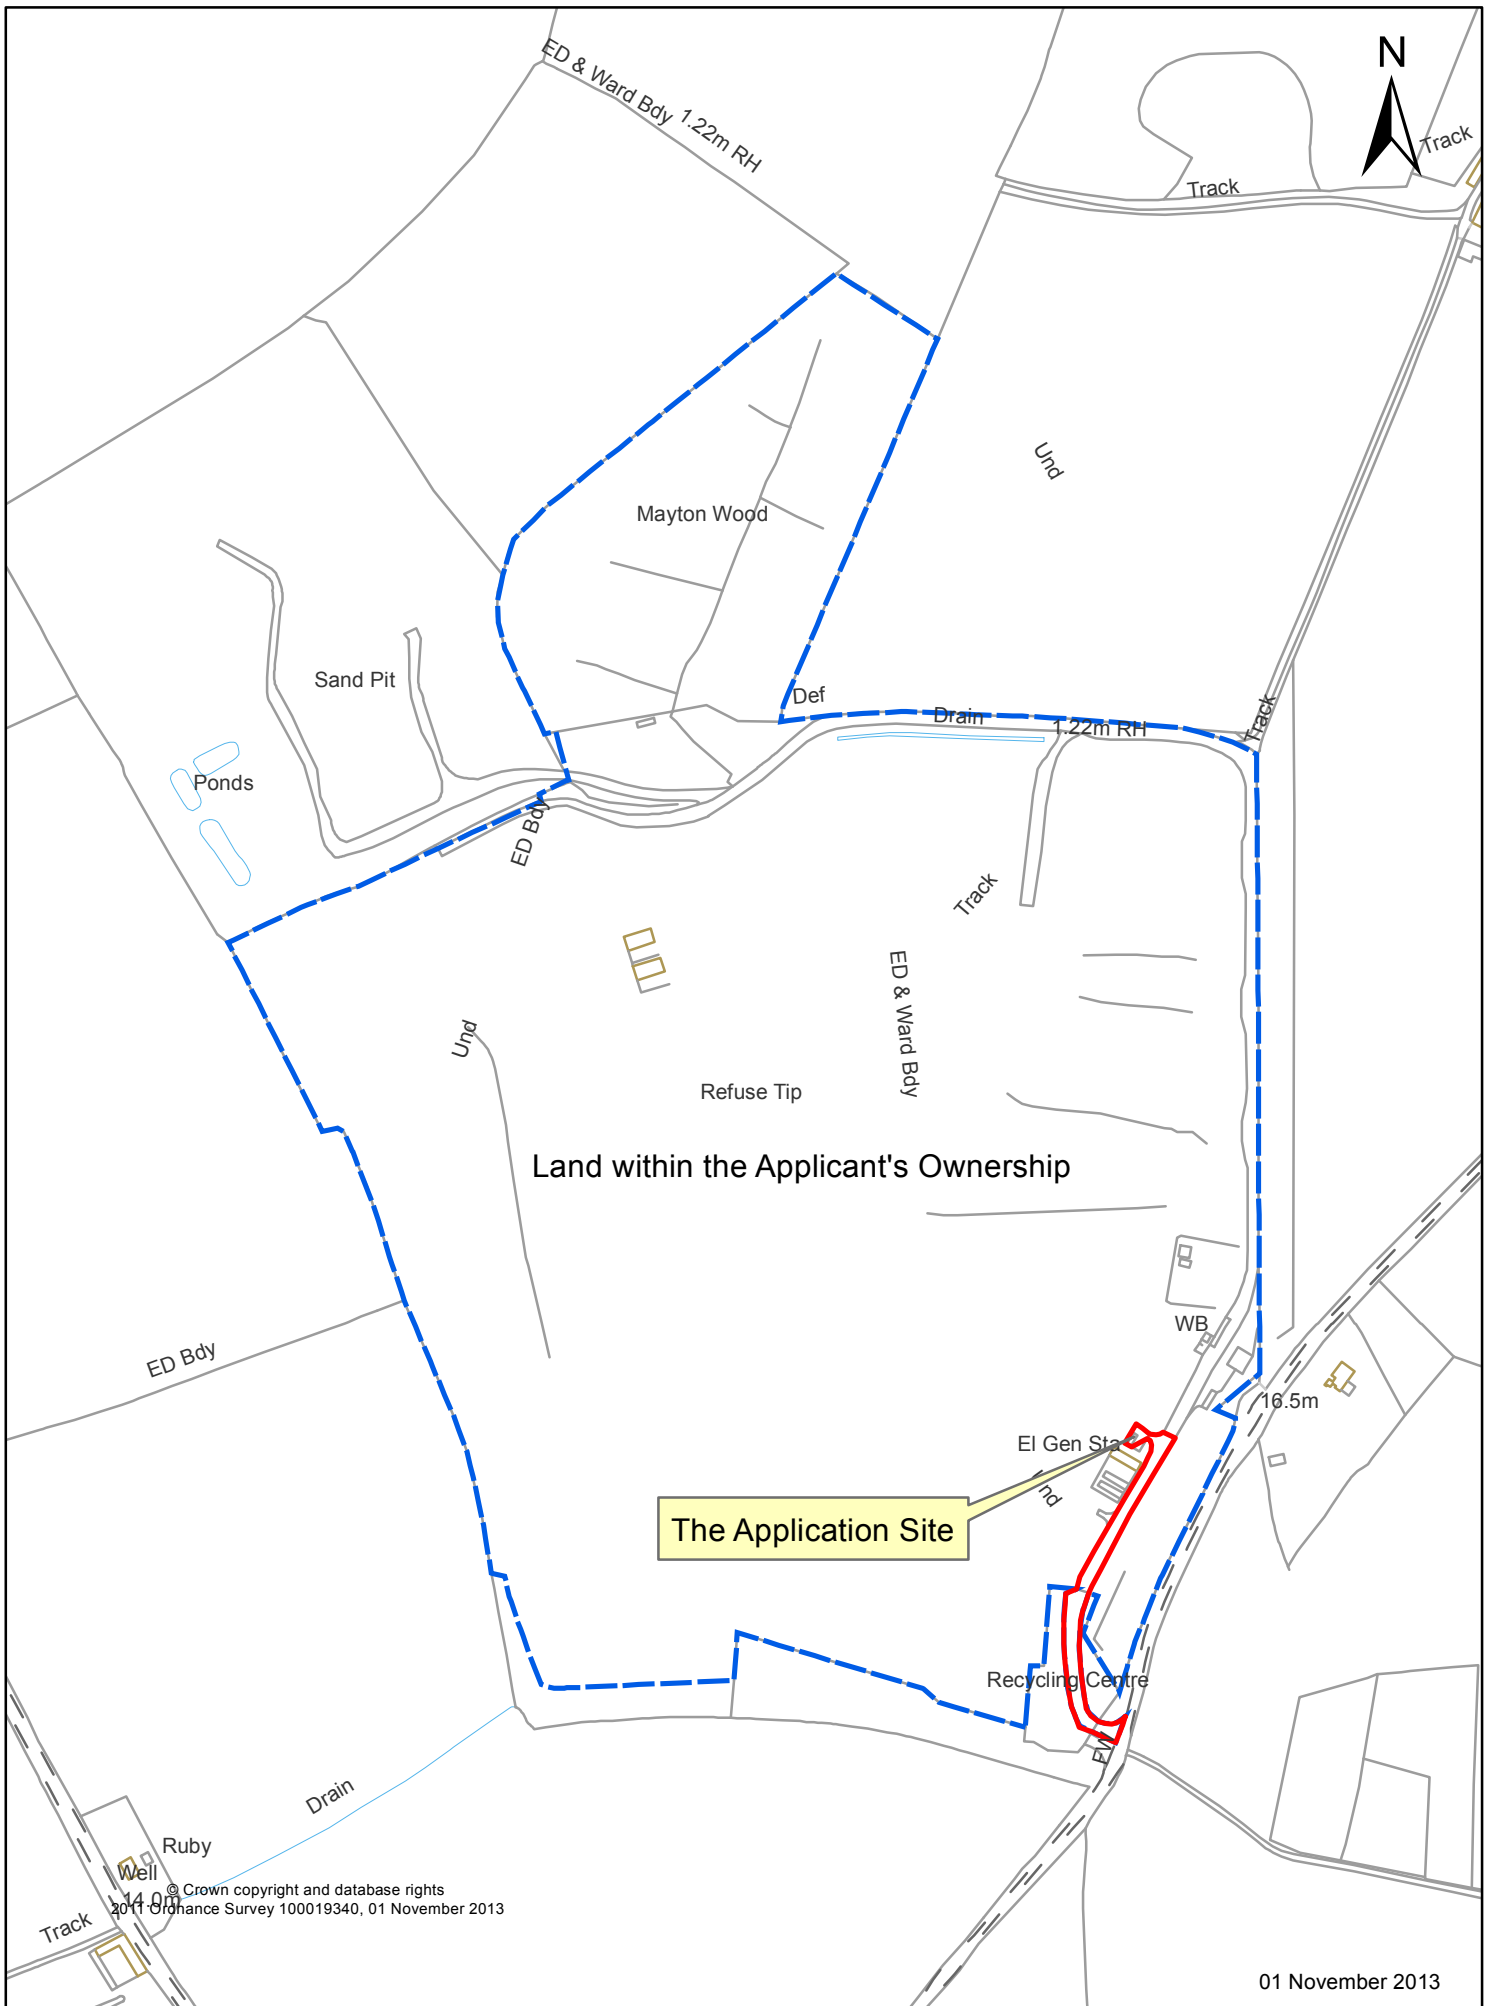 N
ED & Ward Bdy
1.22m RH
Track
Track
Und
Mayton Wood
Sand Pit
Def
Drain
1.22m RH
Track
Ponds
ED Bdy
Track
ED & Ward Bdy
Und
Refuse Tip
Land within the Applicant's Ownership
WB
ED Bdy
16.5m
El Gen Sta
The Application Site
Recycling Centre
FW
Drain
Ruby
Well
14.0m
© Crown copyright and database rights
2011 Ordnance Survey 100019340, 01 November 2013
Track
01 November 2013